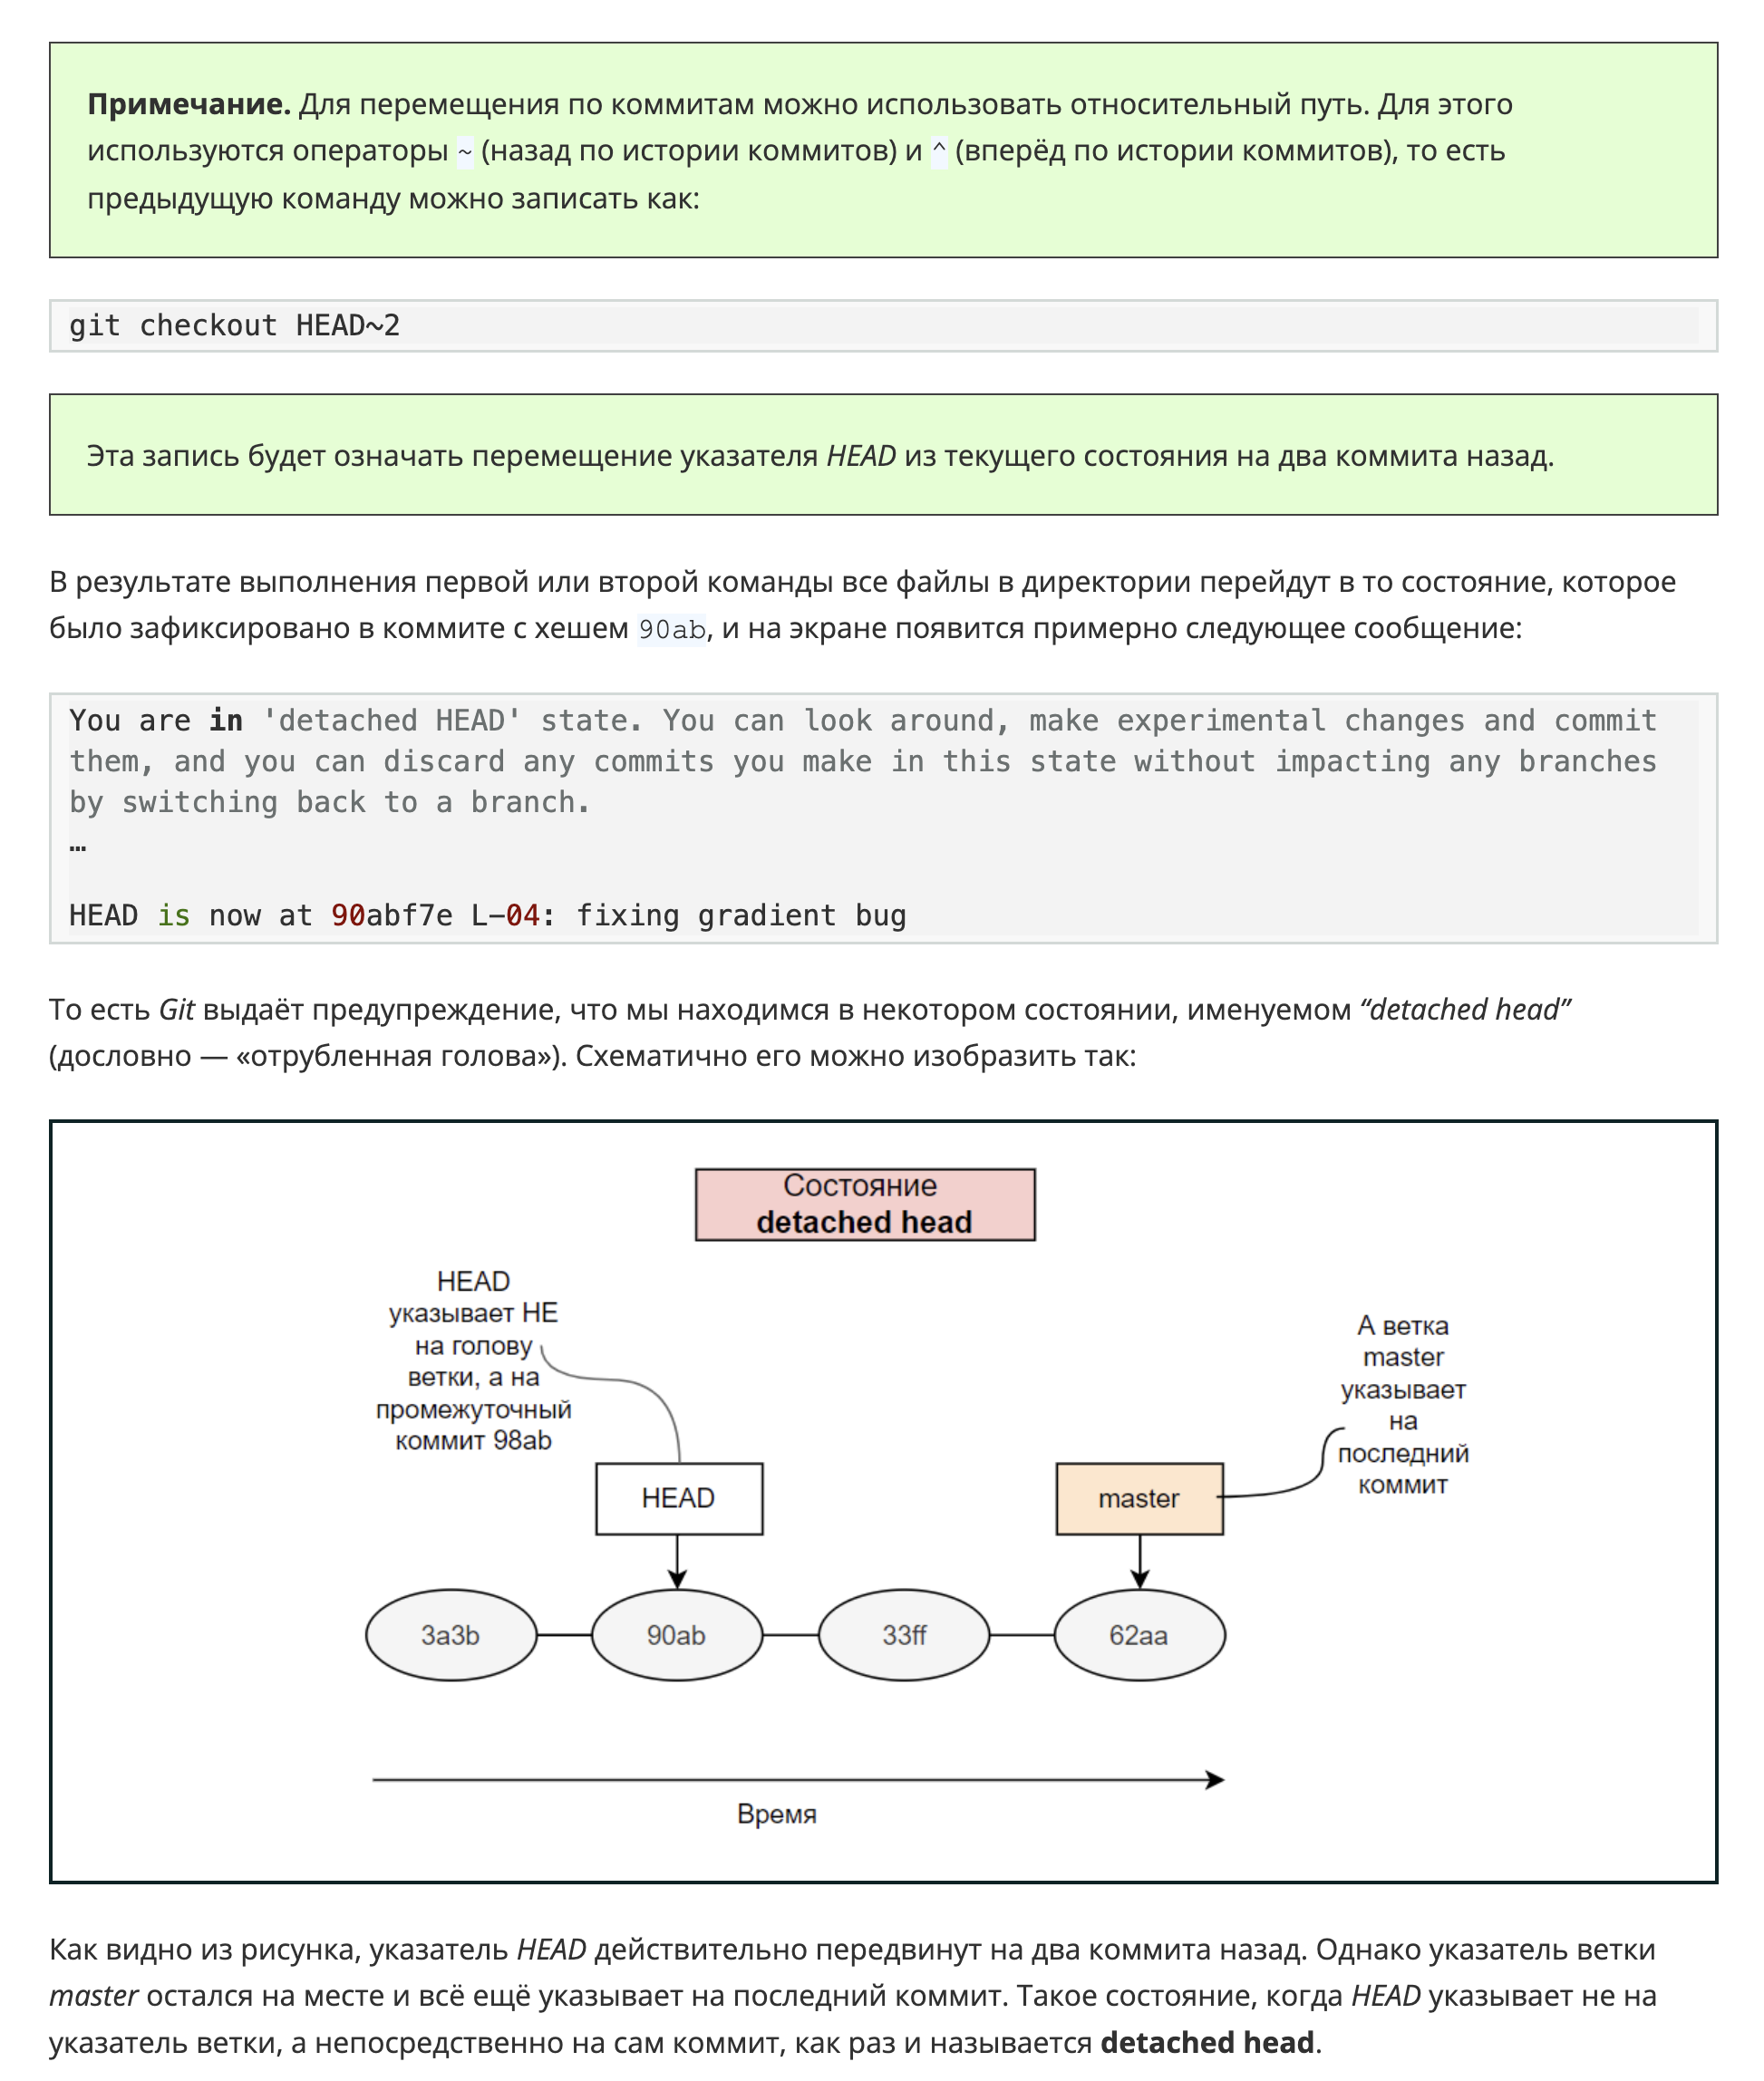 Примечание. Для перемещения по коммитам можно использовать относительный путь. Для этого
используются операторы ~ (назад по истории коммитов) и ^ (вперёд по истории коммитов), то есть
предыдущую команду можно записать как:
git checkout HEAD~2
Эта запись будет означать перемещение указателя HEAD из текущего состояния на два коммита назад.
В результате выполнения первой или второй команды все файлы в директории перейдут в то состояние, которое
было зафиксировано в коммите с хешем 90ab, и на экране появится примерно следующее сообщение:
You are in 'detached HEAD' state. You can look around, make experimental changes and commit
them, and you can discard any commits you make in this state without impacting any branches
by switching back to a branch.
…
HEAD is now at 90abf7e L-04: fixing gradient bug
То есть Git выдаёт предупреждение, что мы находимся в некотором состоянии, именуемом “detached head”
(дословно — «отрубленная голова»). Схематично его можно изобразить так:
Состояние
detached head
HEAD
указывает НЕ
на голову
ветки, а на
промежуточный
коммит 98ab
А ветка
master
указывает
на
последний
коммит
HEAD
master
3a3b
90ab
33ff
62aa
Время
Как видно из рисунка, указатель HEAD действительно передвинут на два коммита назад. Однако указатель ветки
master остался на месте и всё ещё указывает на последний коммит. Такое состояние, когда HEAD указывает не на
указатель ветки, а непосредственно на сам коммит, как раз и называется detached head.